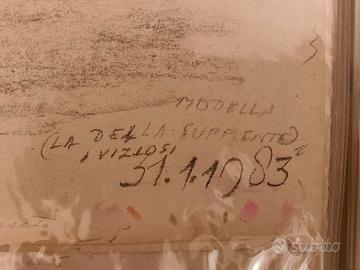 MODELLA
(LA DELLA SUPPLENTE)
VIZIOSI
31.1.1983
subito